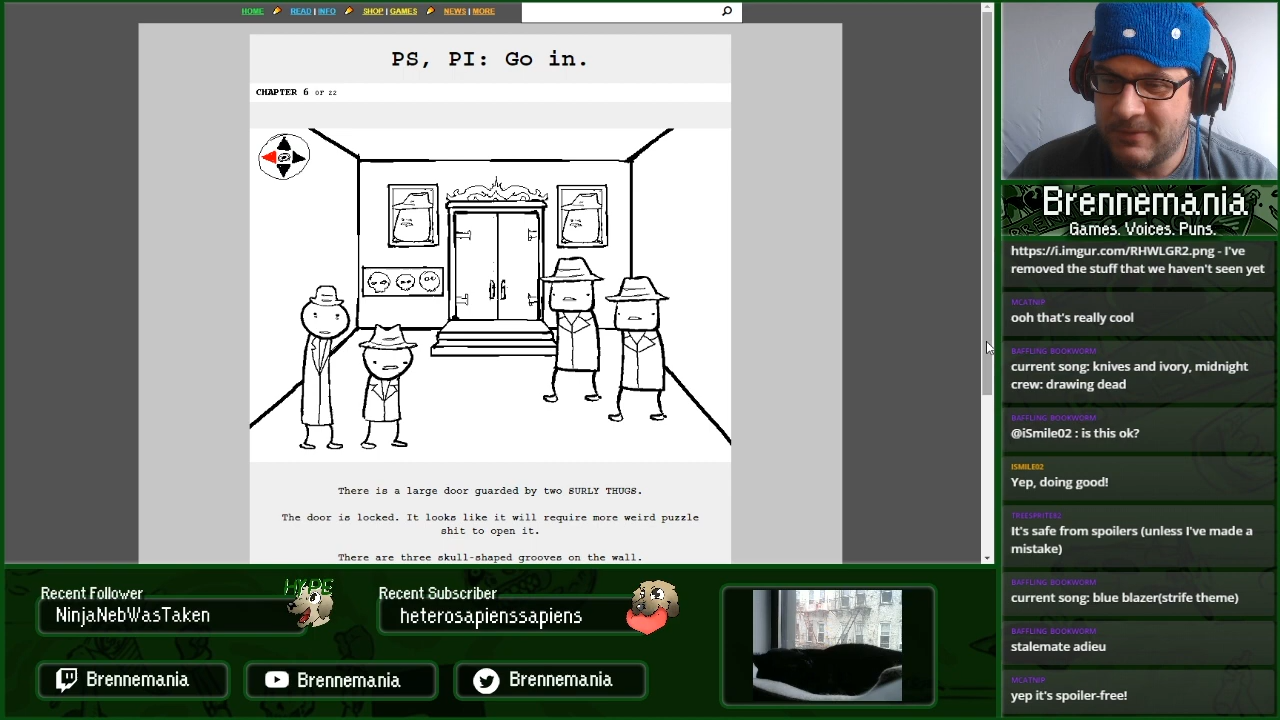 HOME READ | INFO SHOP | GAMES NEWS | MORE
PS, PI: Go in.
CHAPTER 6 OF 22
There is a large door guarded by two SURLY THUGS.
The door is locked. It looks like it will require more weird puzzle
shit to open it.
There are three skull-shaped grooves on the wall.
Brennemania
Games. Voices. Puns.
https://i.imgur.com/RHWLGR2.png - I've
removed the stuff that we haven't seen yet
MCATNIP
ooh that's really cool
BAFFLING BOOKWORM
current song: knives and ivory, midnight
crew: drawing dead
BAFFLING BOOKWORM
@iSmile02 : is this ok?
ISMILE02
Yep, doing good!
TREESPRITE82
It's safe from spoilers (unless I've made a
mistake)
BAFFLING BOOKWORM
current song: blue blazer(strife theme)
BAFFLING BOOKWORM
stalemate adieu
MCATNIP
yep it's spoiler-free!
Recent Follower
NinjaNebWasTaken
HYPE
Recent Subscriber
heterosapienssapiens
Brennemania
Brennemania
Brennemania